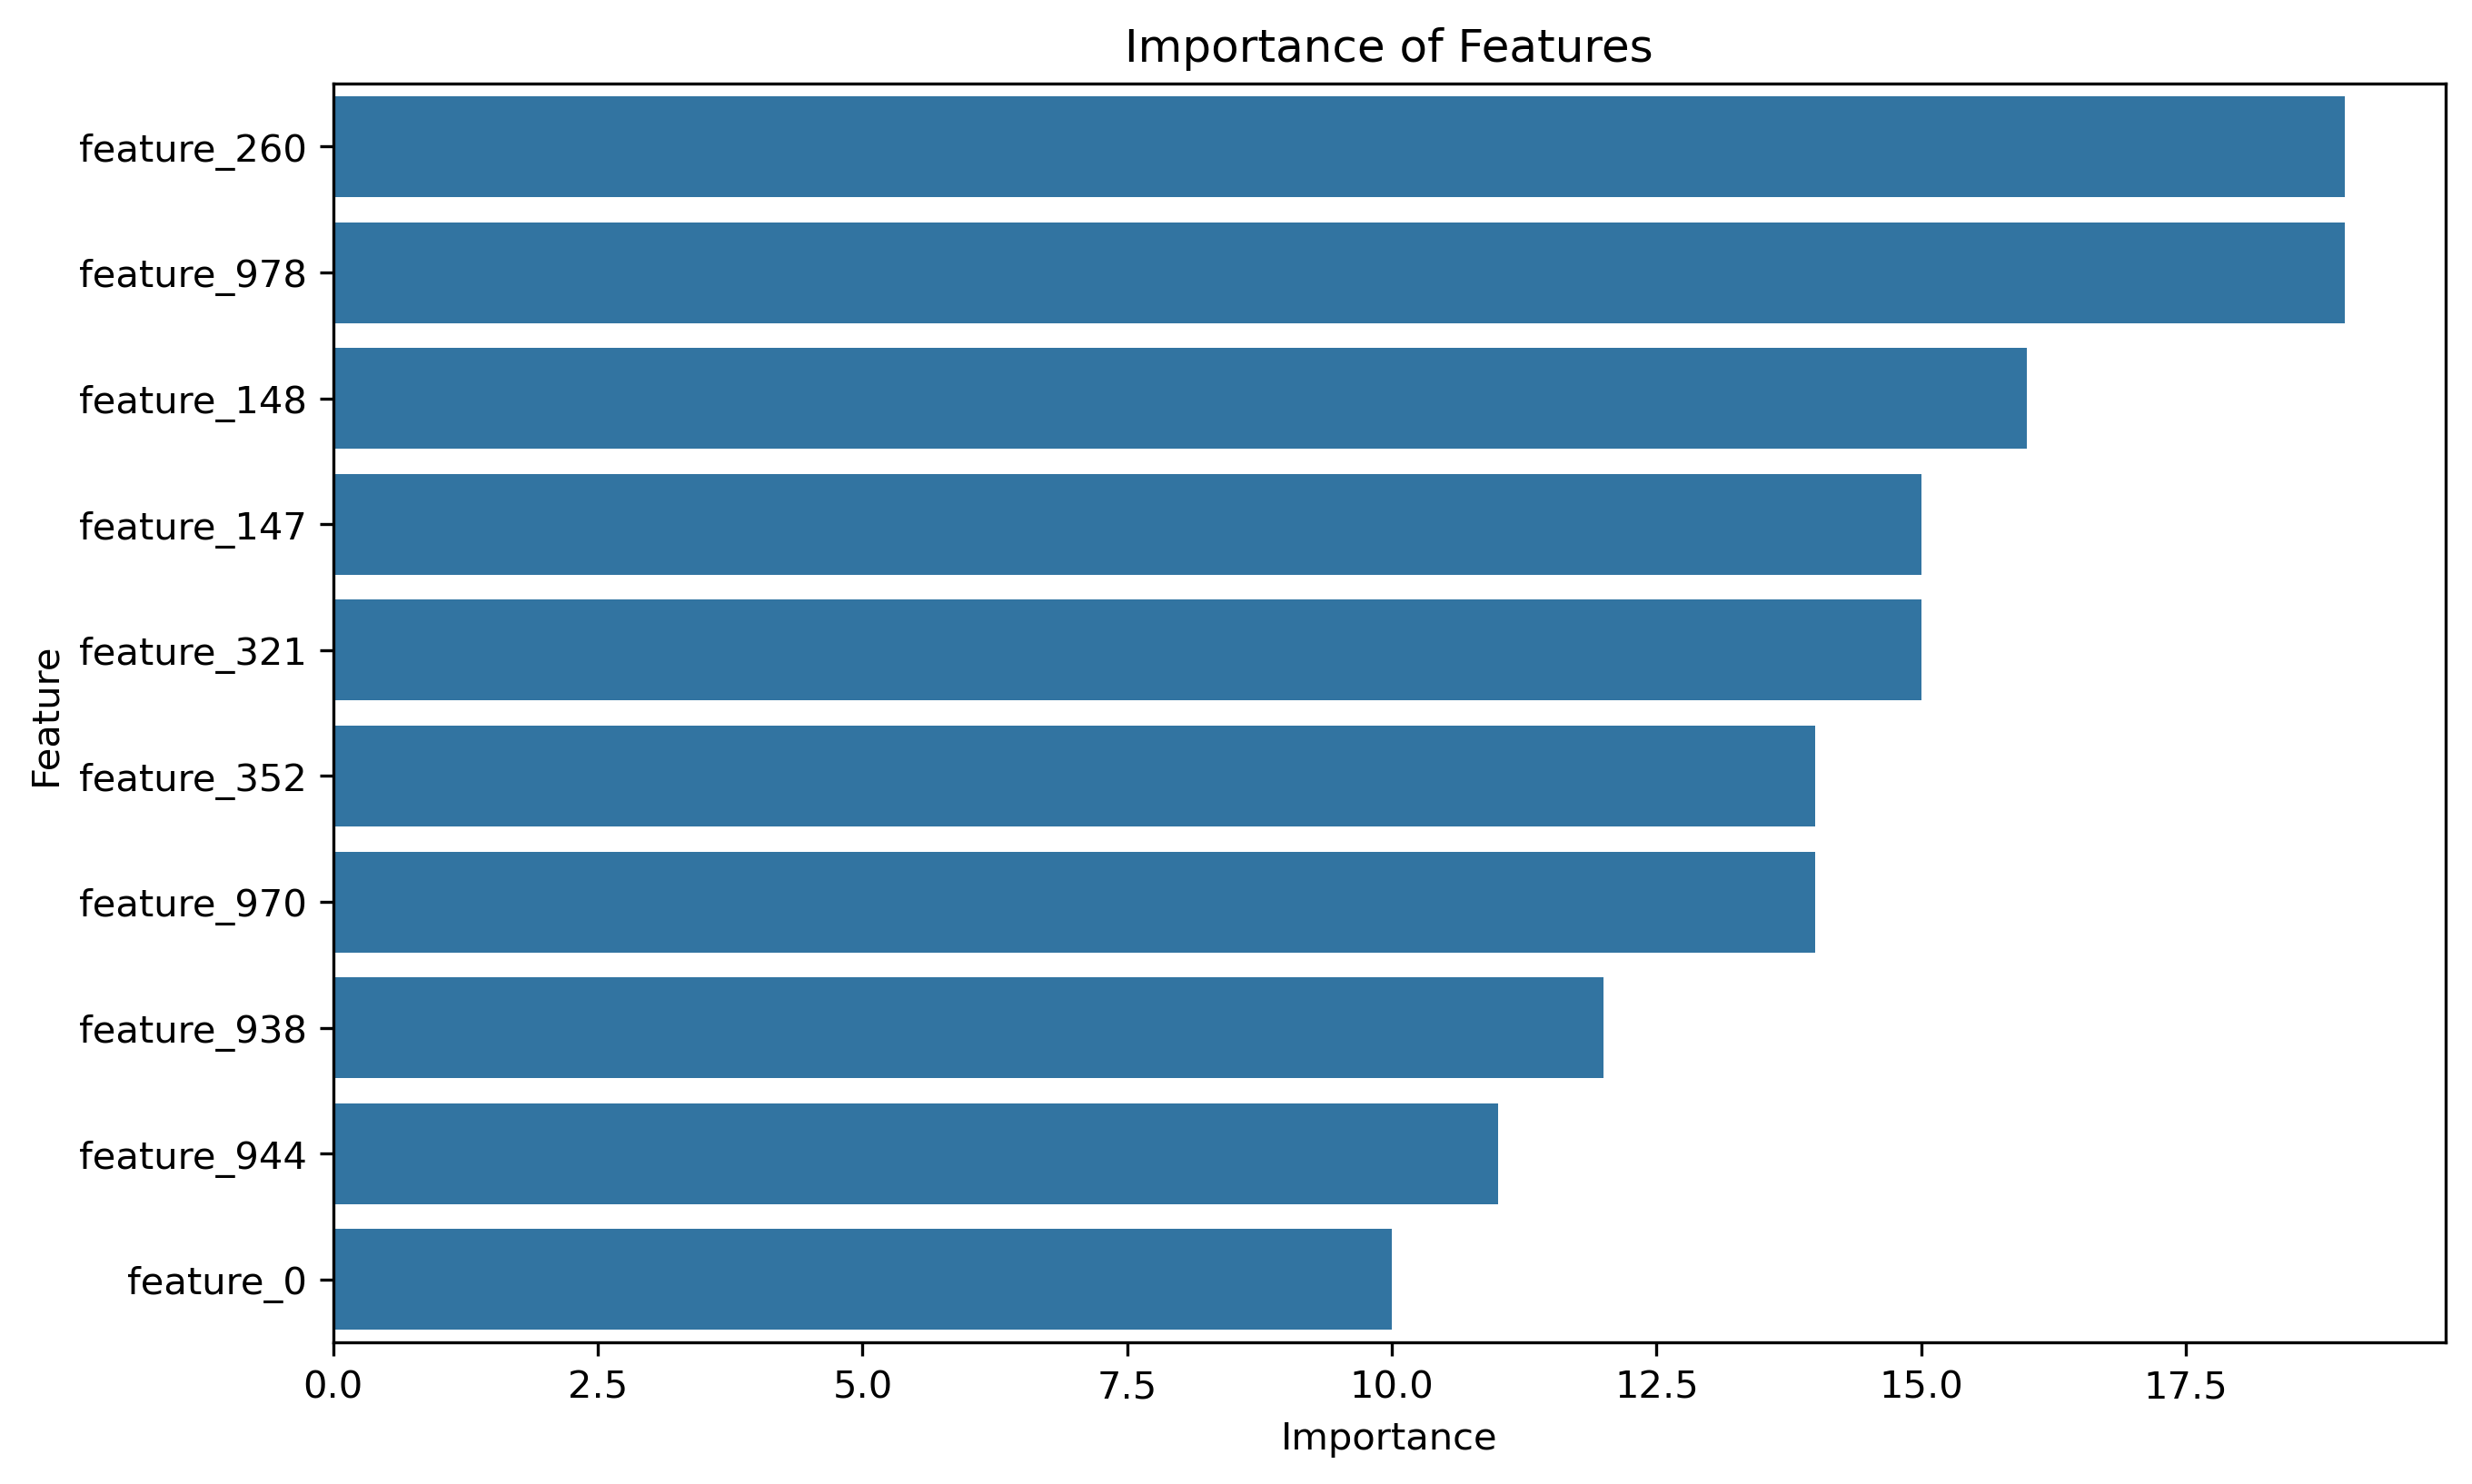 Importance of Features
feature_260
feature_978
feature_148
feature_147
feature_321
feature_352
feature_970
feature_938
feature_944
feature_0
Feature
0.0 2.5 5.0 7.5 10.0 12.5 15.0 17.5
Importance